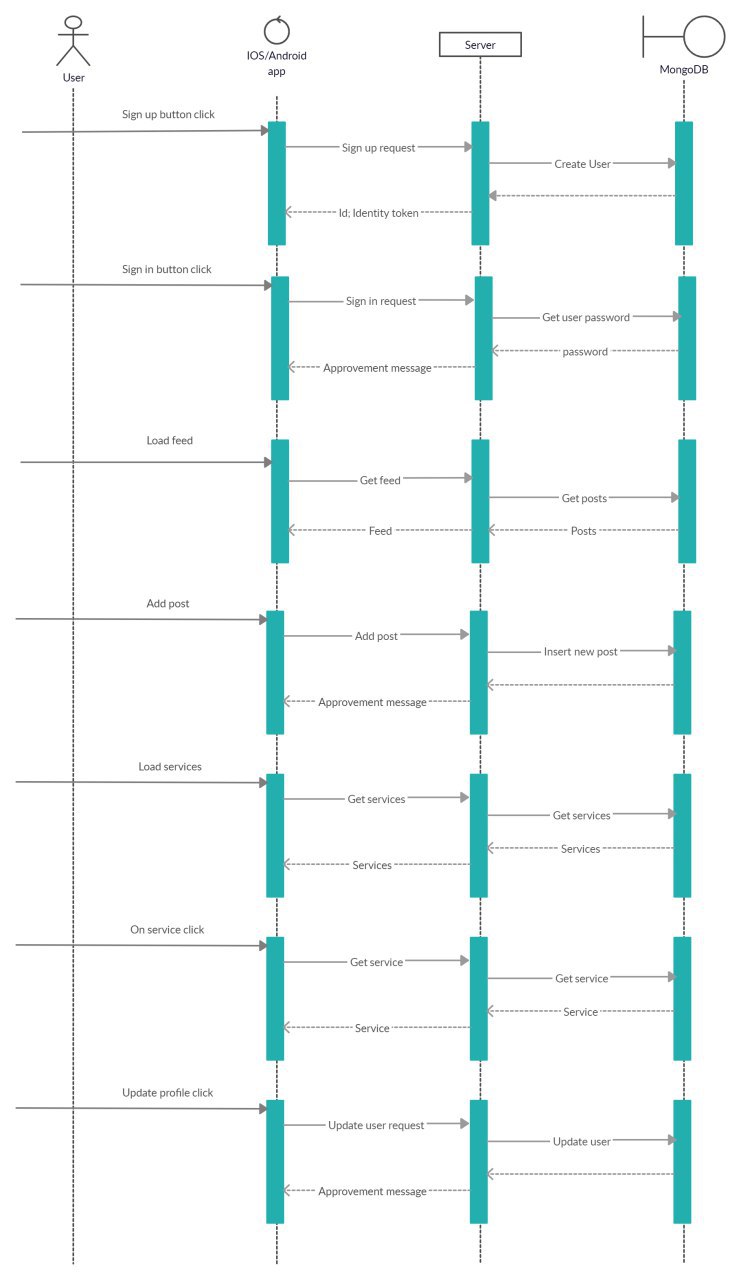 User
IOS/Android
app
Server
MongoDB
Sign up button click
Sign up request
Create User
Id; Identity token
Sign in button click
Sign in request
Get user password
password
Approvement message
Load feed
Get feed
Get posts
Feed
Posts
Add post
Add post
Insert new post
Approvement message
Load services
Get services
Get services
Services
Services
On service click
Get service
Get service
Service
Service
Update profile click
Update user request
Update user
Approvement message